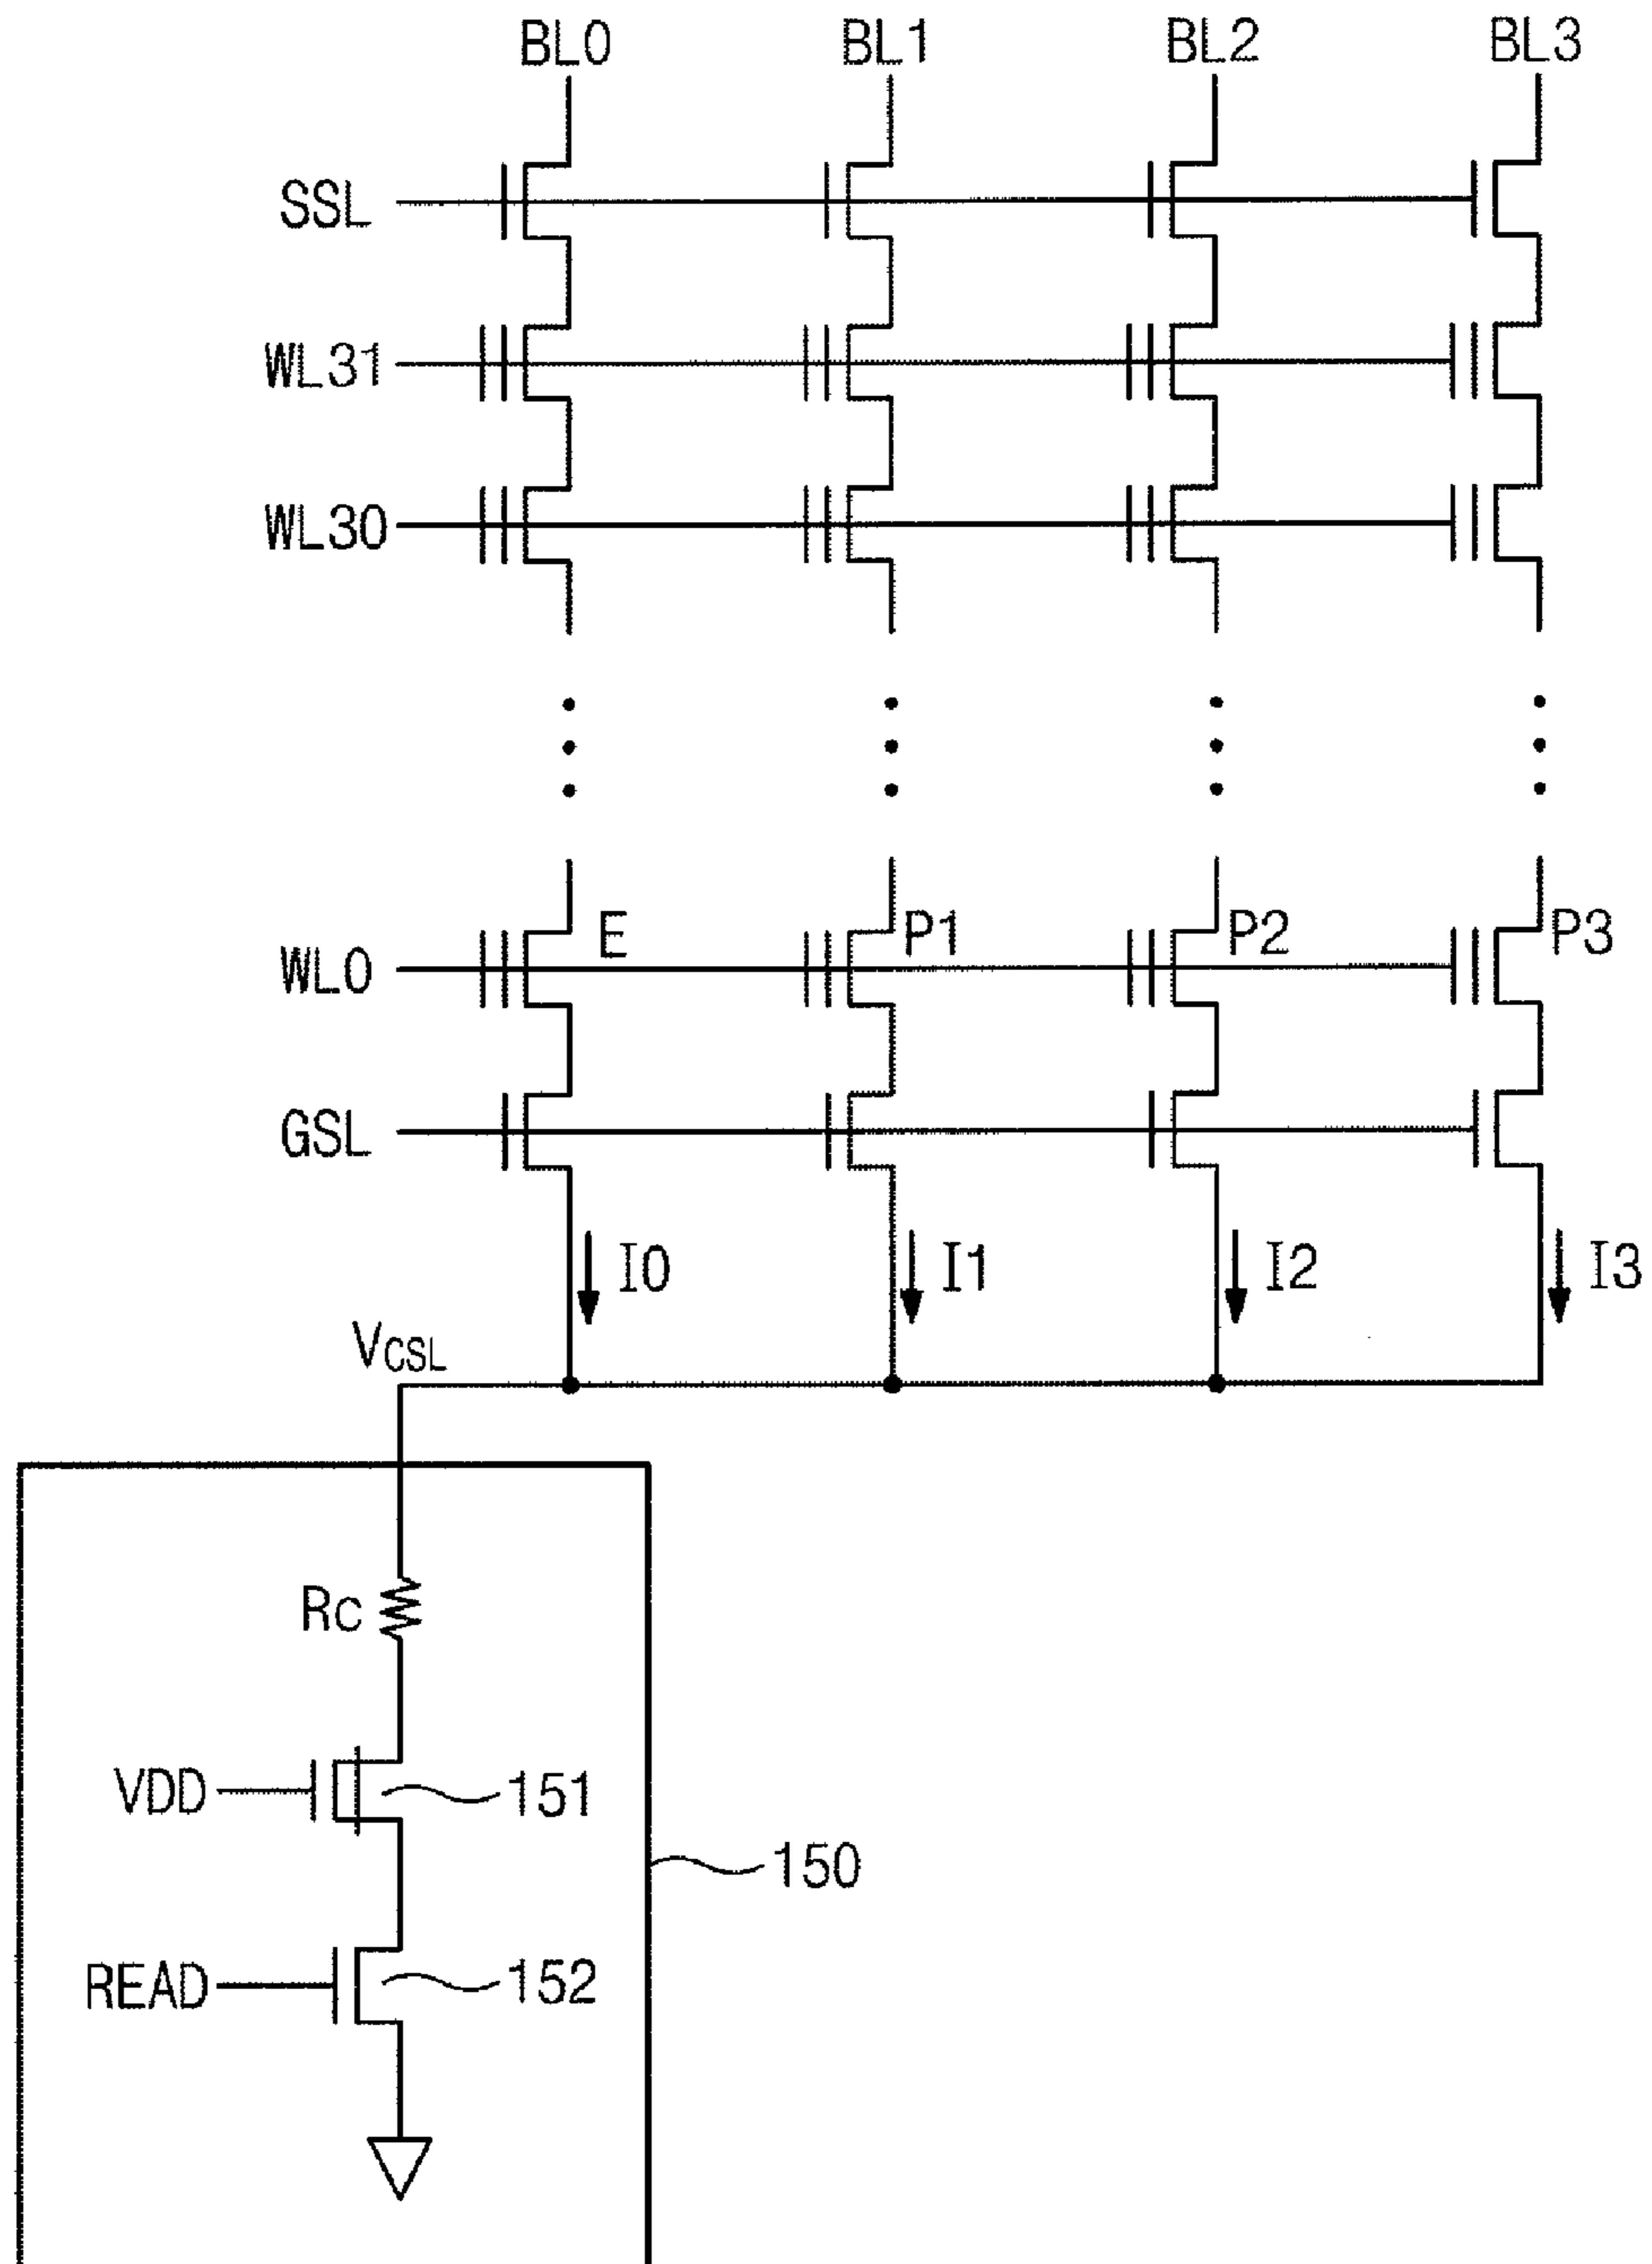 BL0 BL1 BL2 BL3
SSL
WL31
WL30
E P1 P2 P3
WL0
GSL
I0 I1 I2 I3
VCSL
RC
VDD
151
150
READ
152